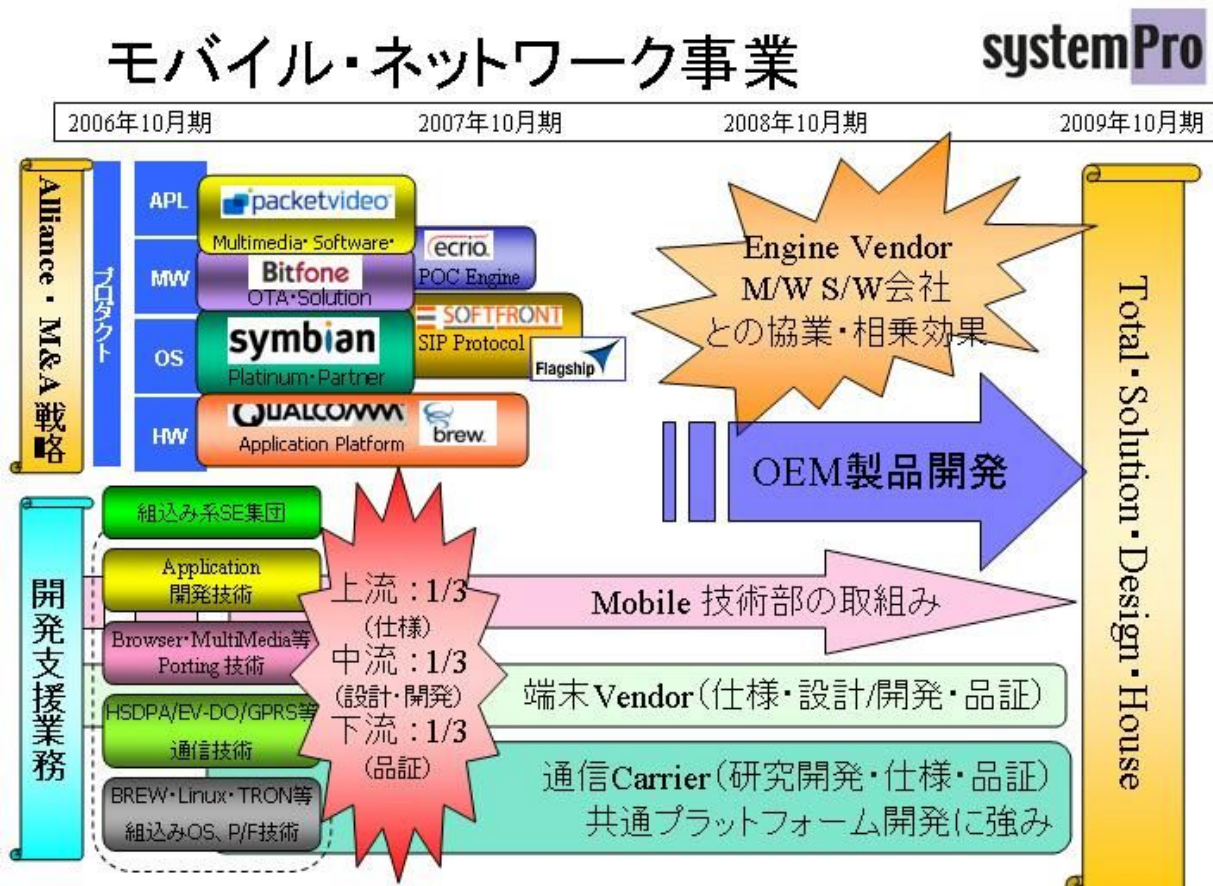 モバイル・ネットワーク事業
systemPro
2006年10月期
2007年10月期
2008年10月期
2009年10月期
Alliance・M&A戦略
プロダクト
APL
packetvideo
Multimedia・Software・
MW
Bitfone
OTA・Solution
ecrio.
POC Engine
OS
symbian
Platinum・Partner
SOFTFRONT
SIP Protocol
Flagship
HW
QUALCOMM
Application Platform
brew.
Engine Vendor
M/W S/W会社
との協業・相乗効果
OEM製品開発
Total・Solution・Design・House
開発支援業務
組込み系SE集団
Application
開発技術
Browser・MultiMedia等
Porting 技術
HSDPA/EV-DO/GPRS等
通信技術
BREW・Linux・TRON等
組込みOS、P/F技術
上流：1/3
(仕様)
中流：1/3
(設計・開発)
下流：1/3
(品証)
Mobile 技術部の取組み
端末Vendor(仕様・設計/開発・品証)
通信Carrier(研究開発・仕様・品証)
共通プラットフォーム開発に強み